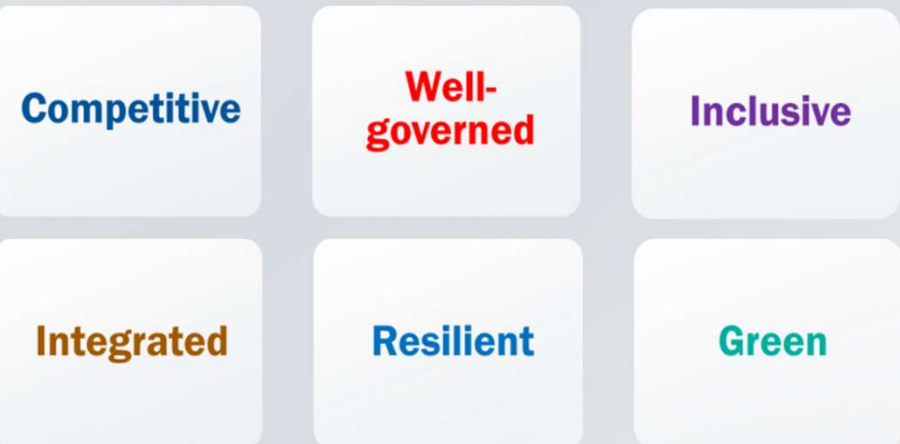 Competitive
Well-
governed
Inclusive
Integrated
Resilient
Green